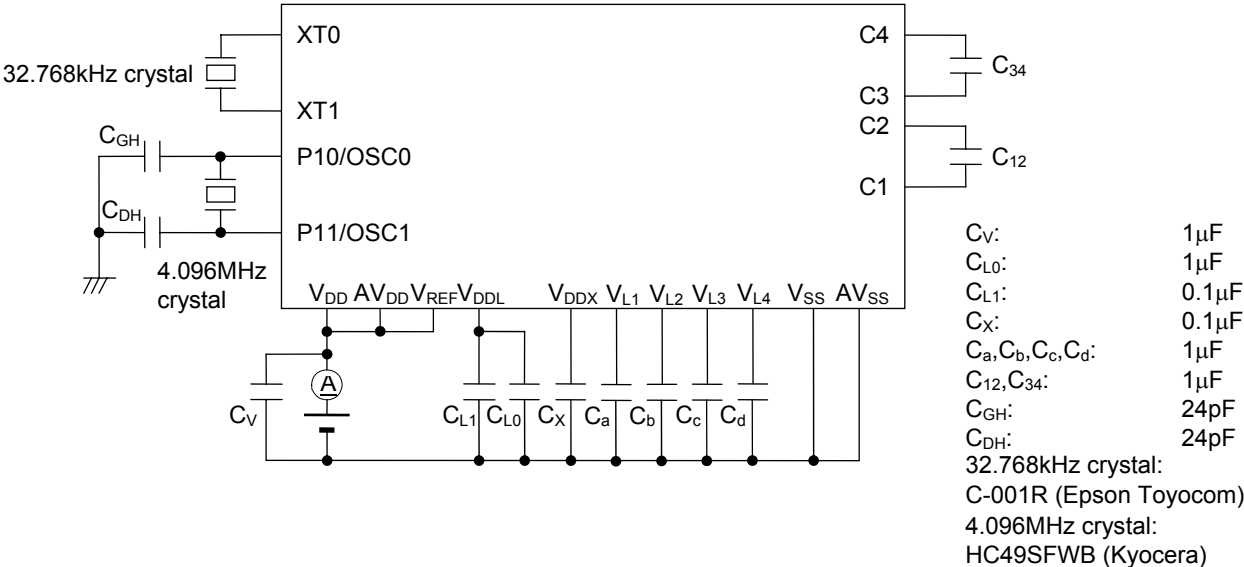 XT0
C4
32.768kHz crystal
C34
XT1
C3
C2
CGH
P10/OSC0
C12
C1
CDH
P11/OSC1
4.096MHz
crystal
VDD AVDD VREF VDDL VDDX VL1 VL2 VL3 VL4 VSS AVSS
A
CV CL1 CL0 CX Ca Cb Cc Cd
CV: 1μF
CL0: 1μF
CL1: 0.1μF
CX: 0.1μF
Ca,Cb,Cc,Cd: 1μF
C12,C34: 1μF
CGH: 24pF
CDH: 24pF
32.768kHz crystal:
C-001R (Epson Toyocom)
4.096MHz crystal:
HC49SFWB (Kyocera)